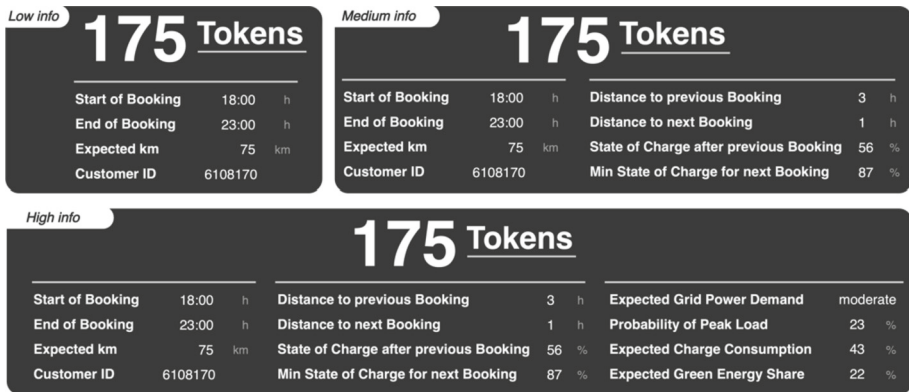 Low info
175 Tokens
Start of Booking 18:00 h
End of Booking 23:00 h
Expected km 75 km
Customer ID 6108170
Medium info
175 Tokens
Start of Booking 18:00 h Distance to previous Booking 3 h
End of Booking 23:00 h Distance to next Booking 1 h
Expected km 75 km State of Charge after previous Booking 56 %
Customer ID 6108170 Min State of Charge for next Booking 87 %
High info
175 Tokens
Start of Booking 18:00 h Distance to previous Booking 3 h Expected Grid Power Demand moderate
End of Booking 23:00 h Distance to next Booking 1 h Probability of Peak Load 23 %
Expected km 75 km State of Charge after previous Booking 56 % Expected Charge Consumption 43 %
Customer ID 6108170 Min State of Charge for next Booking 87 % Expected Green Energy Share 22 %